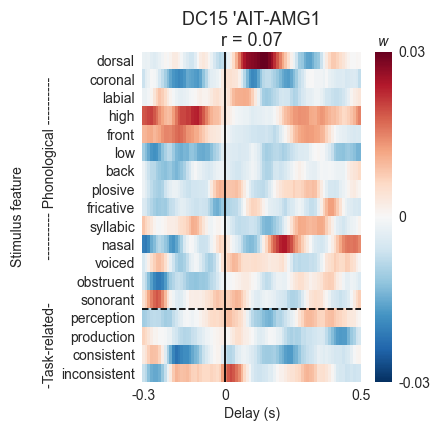 DC15 'AIT-AMG1
r = 0.07
w
dorsal
coronal
labial
high
front
low
back
plosive
fricative
syllabic
nasal
voiced
obstruent
sonorant
perception
production
consistent
inconsistent
Stimulus feature
-Task-related- ---------- Phonological ----------
0.03
0
-0.03
-0.3
0
0.5
Delay (s)